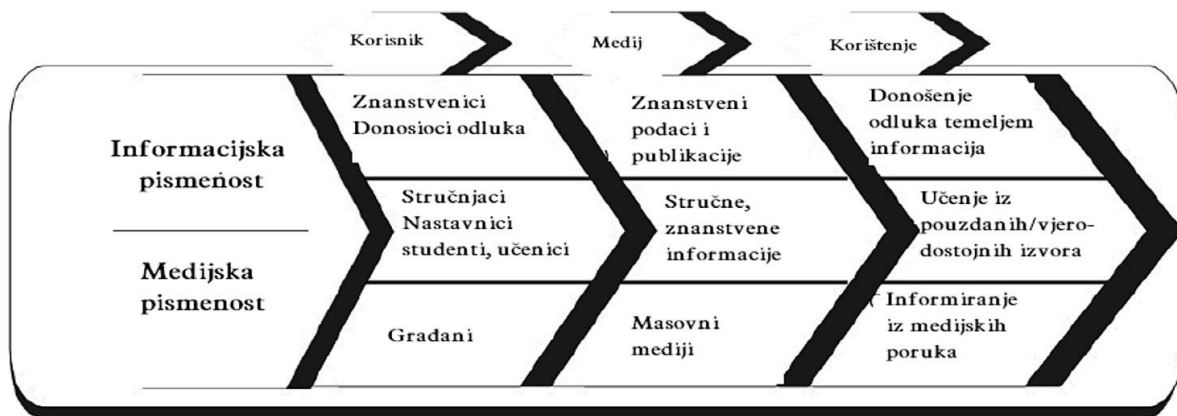 Korisnik
Medij
Korištenje
Informacijska
pismenost
Medijska
pismenost
Znanstvenici
Donosioci odluka
Znanstveni
podaci i
publikacije
Donošenje
odluka temeljem
informacija
Stručnjaci
Nastavnici
studenti, učenici
Stručne,
znanstvene
informacije
Učenje iz
pouzdanih/vjero-
dostojnih izvora
Građani
Masovni
mediji
Informiranje
iz medijskih
poruka